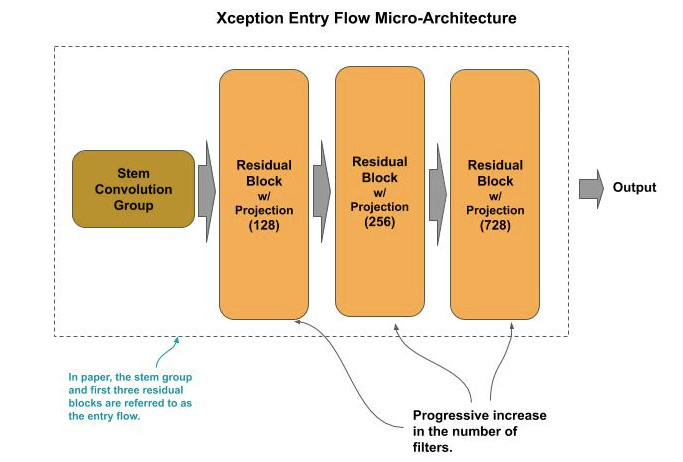 Xception Entry Flow Micro-Architecture
Stem
Convolution
Group
Residual
Block
w/
Projection
(128)
Residual
Block
w/
Projection
(256)
Residual
Block
w/
Projection
(728)
Output
In paper, the stem group
and first three residual
blocks are referred to as
the entry flow.
Progressive increase
in the number of
filters.